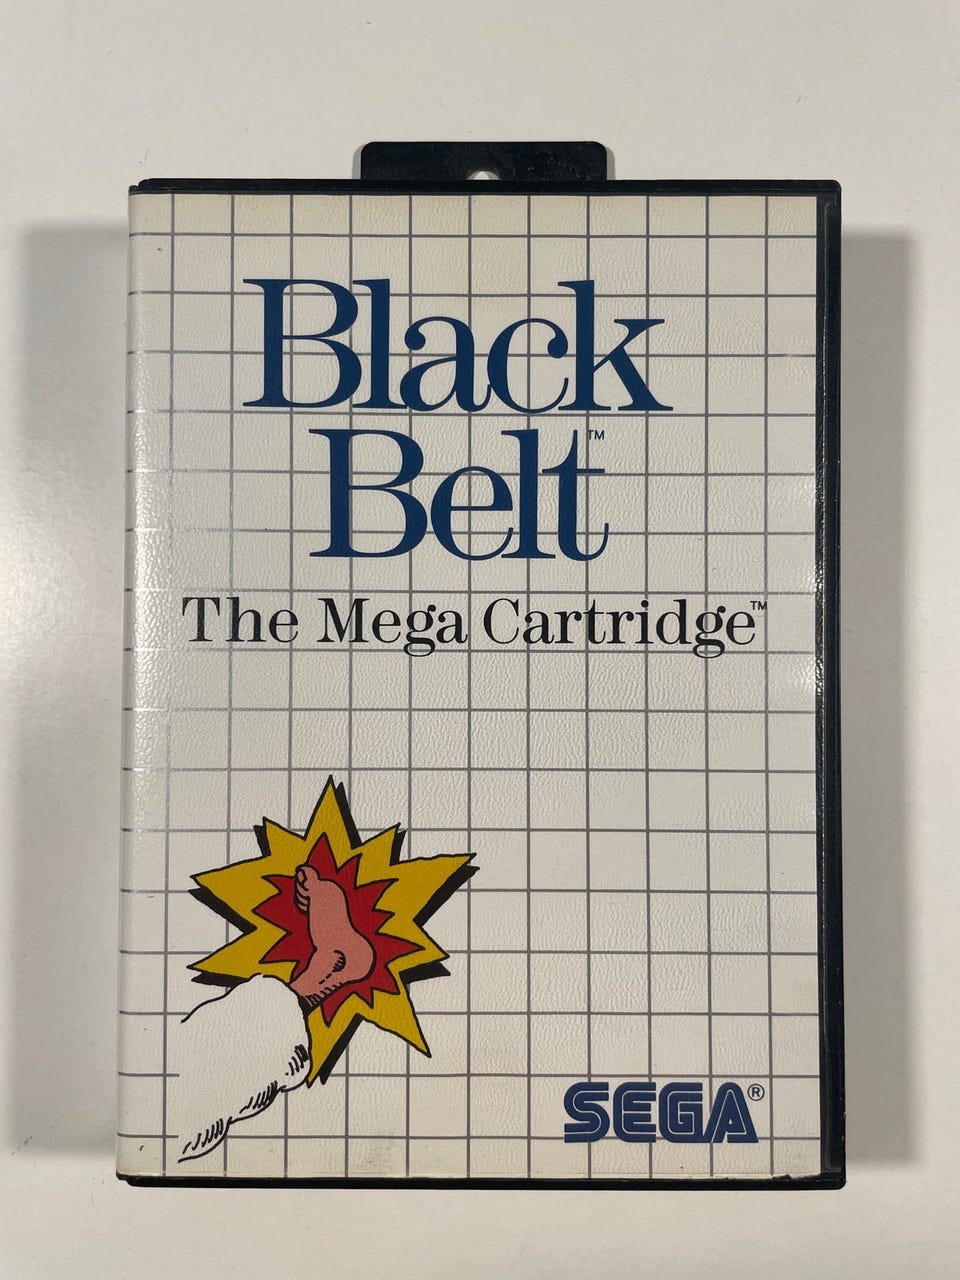 Black
Belt™
The Mega Cartridge™
SEGA®